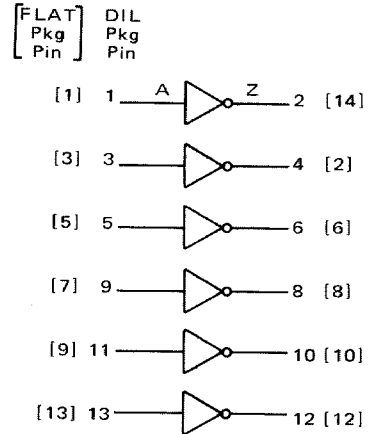 [FLAT] DIL
Pkg Pkg
Pin Pin
[1] 1 A Z 2 [14]
[3] 3 4 [2]
[5] 5 6 [6]
[7] 9 8 [8]
[9] 11 10 [10]
[13] 13 12 [12]